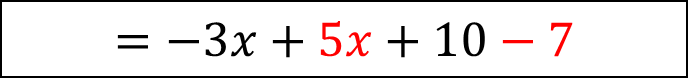 = −3x + 5x + 10 − 7